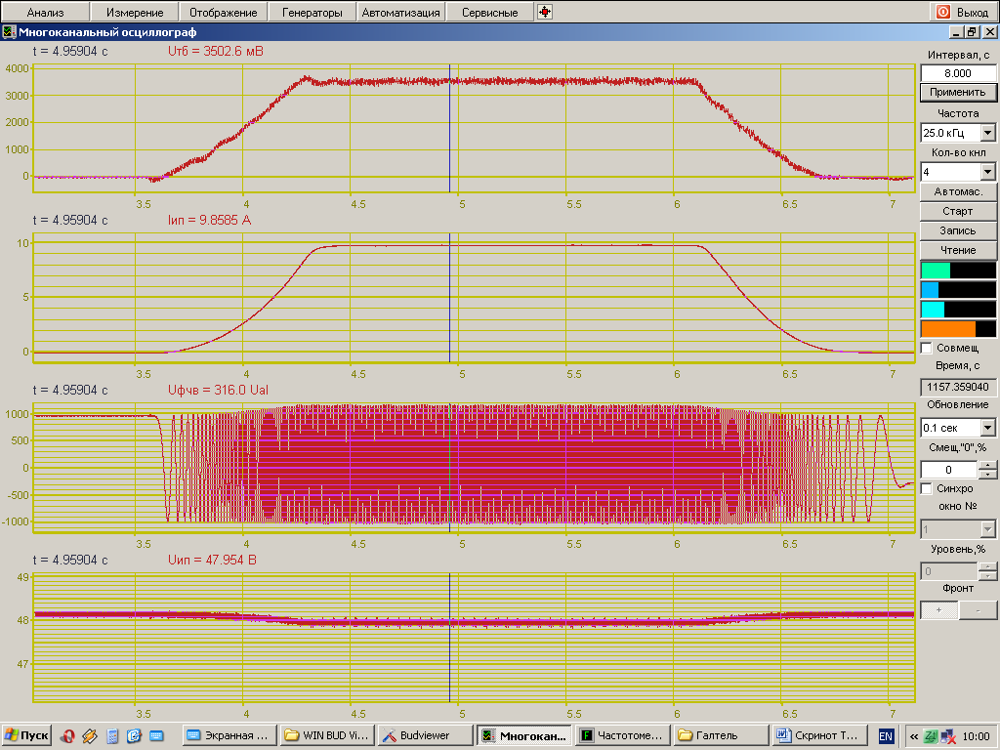 Анализ Измерение Отображение Генераторы Автоматизация Сервисные Выход
Многоканальный осциллограф
t = 4.95904 c Uтб = 3502.6 мВ
4000
3000
2000
1000
0
3.5 4 4.5 5 5.5 6 6.5 7
t = 4.95904 c Iип = 9.8585 А
10
5
0
3.5 4 4.5 5 5.5 6 6.5 7
t = 4.95904 c Uфчв = 316.0 Ual
1000
500
0
-500
-1000
3.5 4 4.5 5 5.5 6 6.5 7
t = 4.95904 c Uип = 47.954 В
49
48
47
3.5 4 4.5 5 5.5 6 6.5 7
Интервал, с
8.000
Применить
Частота
25.0 кГц
Кол-во кнл
4
Автомас.
Старт
Запись
Чтение
Совмещ
Время, с
1157.359040
Обновление
0.1 сек
Смещ,"0",%
0
Синхро
окно №
1
Уровень,%
0
Фронт
+ -
Пуск Экранная ... WIN BUD Vi... Budviewer Многокан... Частотоме... Галтель Скринот Т... EN « 10:00